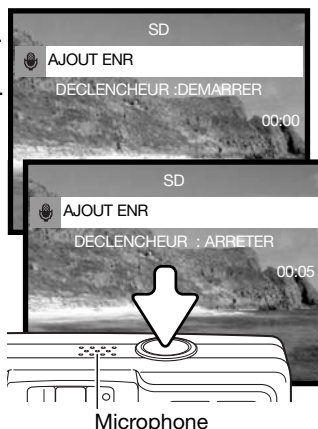 SD
AJOUT ENR
DECLENCHEUR :DEMARRER
00:00
SD
AJOUT ENR
DECLENCHEUR : ARRETER
00:05
Microphone